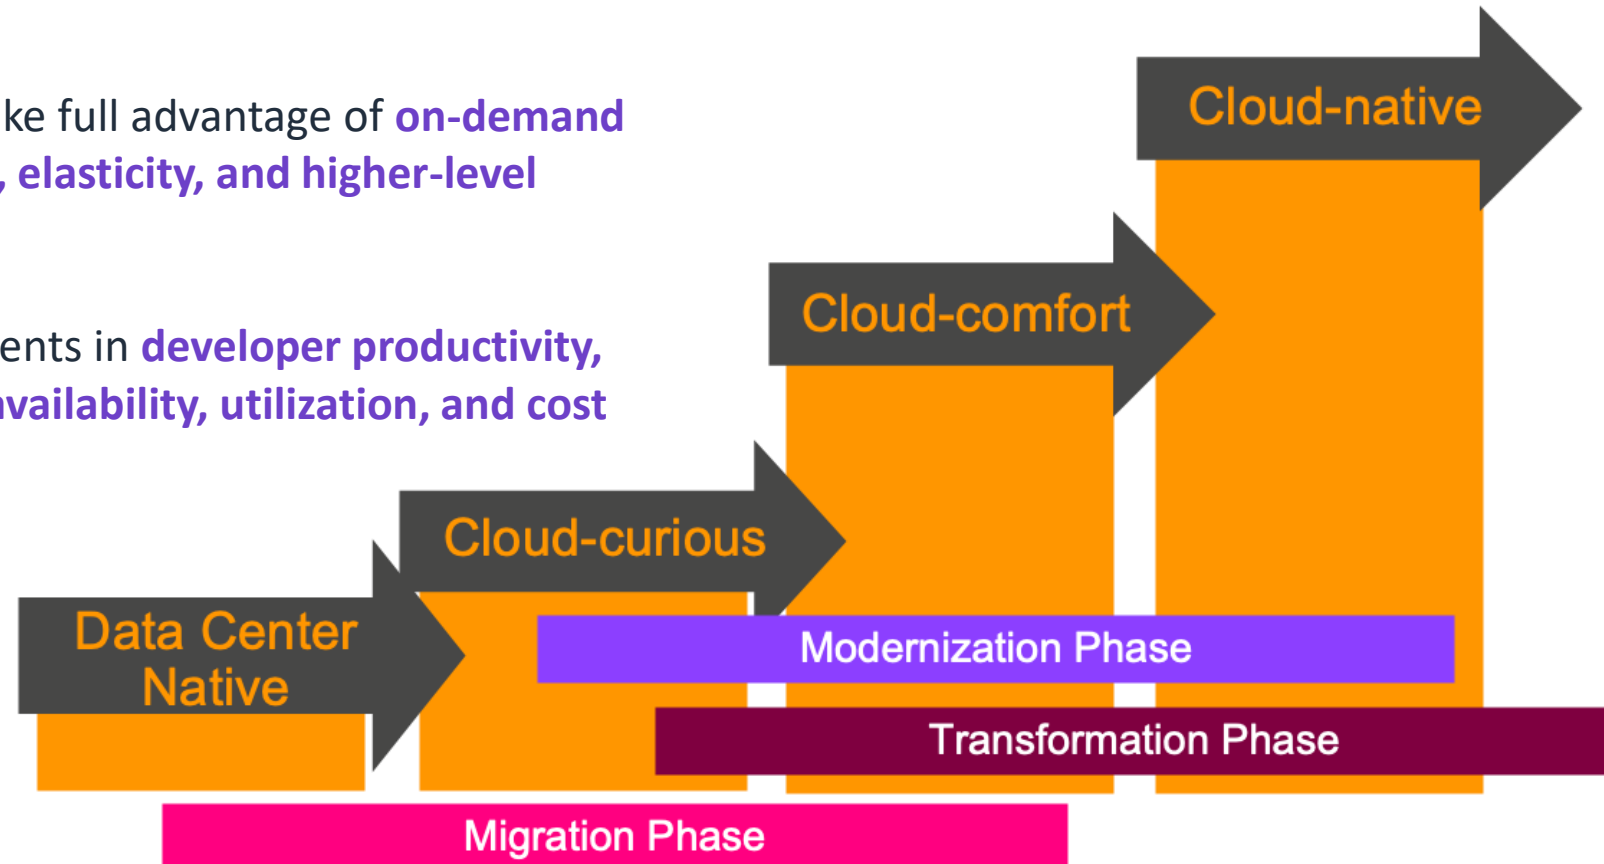 ke full advantage of on-demand
, elasticity, and higher-level
ents in developer productivity,
availability, utilization, and cost
Cloud-native
Cloud-comfort
Cloud-curious
Data Center
Native
Modernization Phase
Transformation Phase
Migration Phase